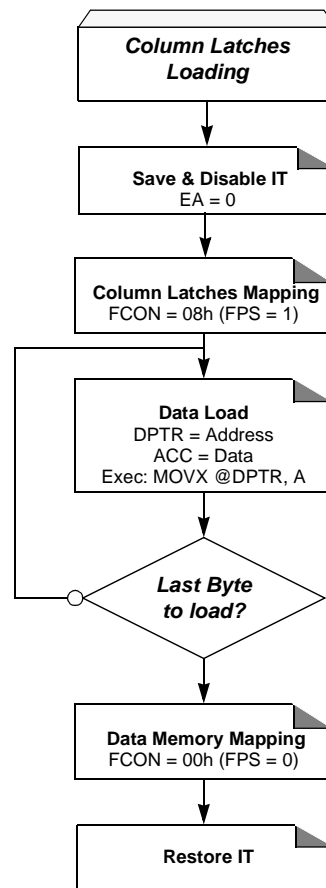 Column Latches
Loading
Save & Disable IT
EA = 0
Column Latches Mapping
FCON = 08h (FPS = 1)
Data Load
DPTR = Address
ACC = Data
Exec: MOVX @DPTR, A
Last Byte
to load?
Data Memory Mapping
FCON = 00h (FPS = 0)
Restore IT